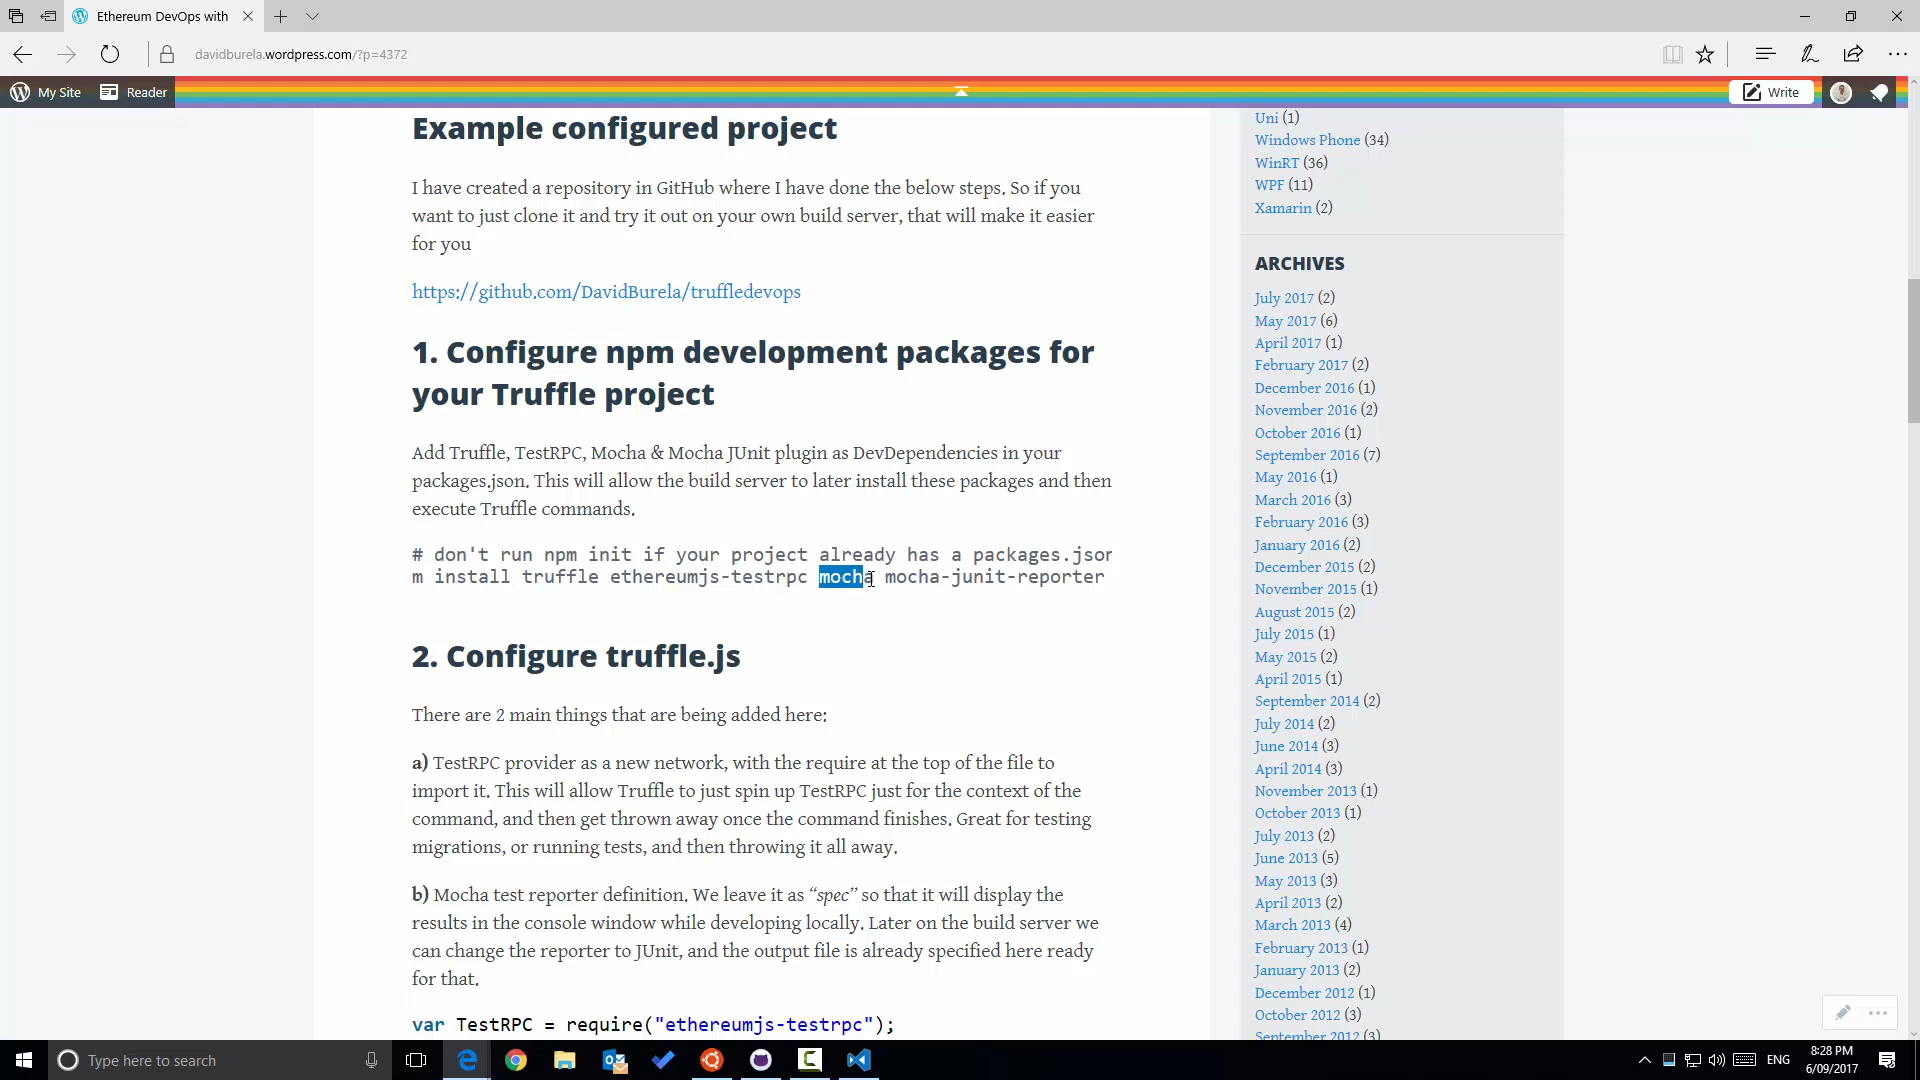 Ethereum DevOps with
davidburela.wordpress.com/?p=4372
My Site
Reader
Write
Example configured project
I have created a repository in GitHub where I have done the below steps. So if you
want to just clone it and try it out on your own build server, that will make it easier
for you
https://github.com/DavidBurela/truffledevops
1. Configure npm development packages for
your Truffle project
Add Truffle, TestRPC, Mocha & Mocha JUnit plugin as DevDependencies in your
packages.json. This will allow the build server to later install these packages and then
execute Truffle commands.
# don't run npm init if your project already has a packages.json
m install truffle ethereumjs-testrpc mocha mocha-junit-reporter
2. Configure truffle.js
There are 2 main things that are being added here:
a) TestRPC provider as a new network, with the require at the top of the file to
import it. This will allow Truffle to just spin up TestRPC just for the context of the
command, and then get thrown away once the command finishes. Great for testing
migrations, or running tests, and then throwing it all away.
b) Mocha test reporter definition. We leave it as “spec” so that it will display the
results in the console window while developing locally. Later on the build server we
can change the reporter to JUnit, and the output file is already specified here ready
for that.
var TestRPC = require("ethereumjs-testrpc");
Uni (1)
Windows Phone (34)
WinRT (36)
WPF (11)
Xamarin (2)
ARCHIVES
July 2017 (2)
May 2017 (6)
April 2017 (1)
February 2017 (2)
December 2016 (1)
November 2016 (2)
October 2016 (1)
September 2016 (7)
May 2016 (1)
March 2016 (3)
February 2016 (3)
January 2016 (2)
December 2015 (2)
November 2015 (1)
August 2015 (2)
July 2015 (1)
May 2015 (2)
April 2015 (1)
September 2014 (2)
July 2014 (2)
June 2014 (3)
April 2014 (3)
November 2013 (1)
October 2013 (1)
July 2013 (2)
June 2013 (5)
May 2013 (3)
April 2013 (2)
March 2013 (4)
February 2013 (1)
January 2013 (2)
December 2012 (1)
October 2012 (3)
September 2012 (3)
Type here to search
ENG
8:28 PM
6/09/2017